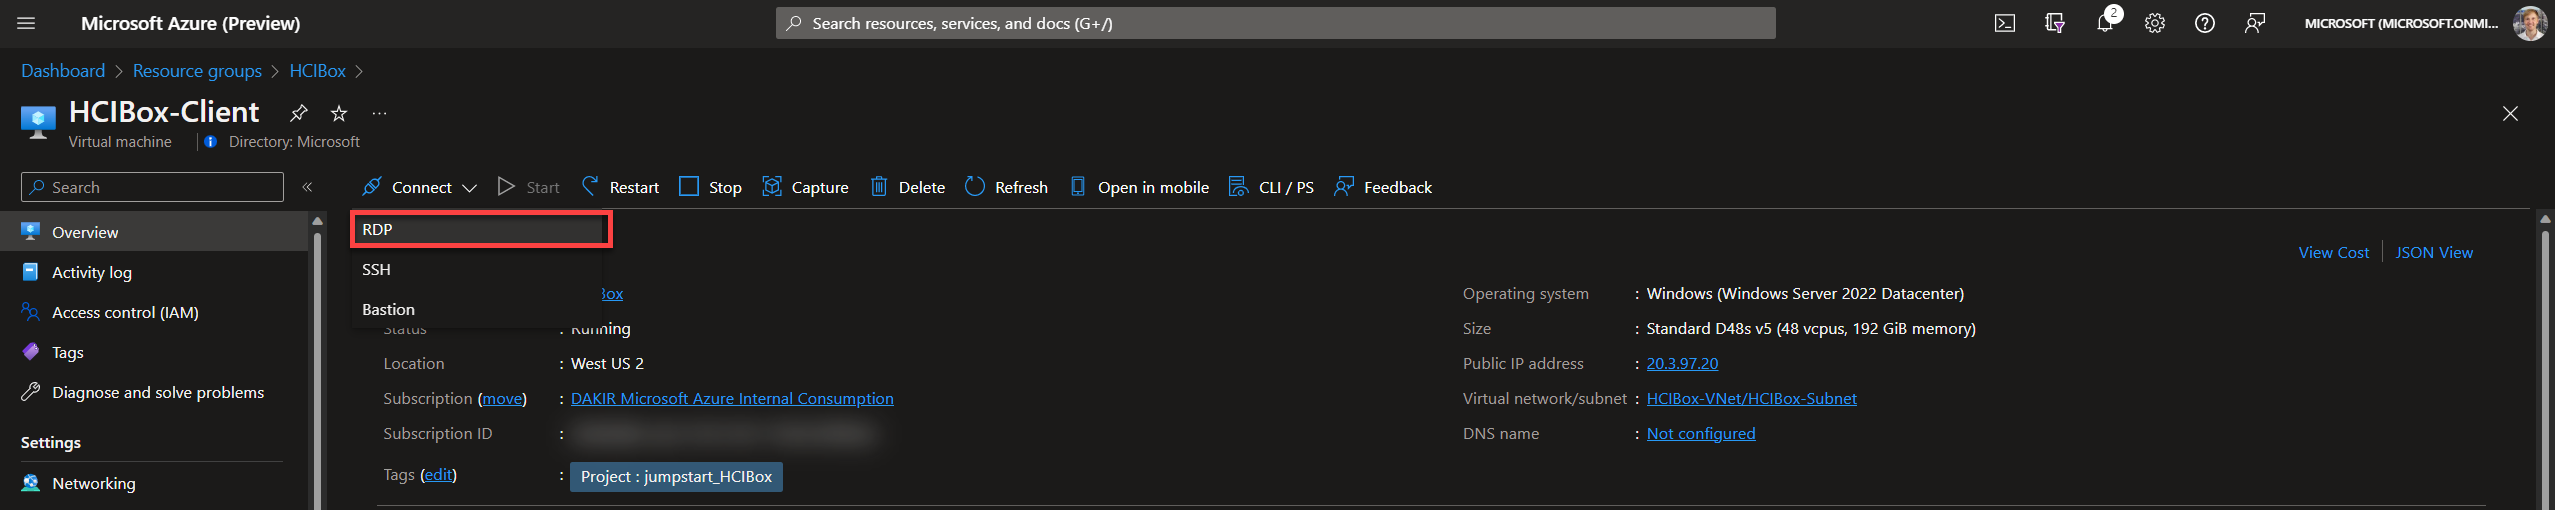 Microsoft Azure (Preview)
Search resources, services, and docs (G+/)
2
MICROSOFT (MICROSOFT.ONMI...
Dashboard > Resource groups > HCIBox >
HCIBox-Client
...
Virtual machine
Directory: Microsoft
Search
«
Connect
Start
Restart
Stop
Capture
Delete
Refresh
Open in mobile
CLI / PS
Feedback
Overview
Activity log
Access control (IAM)
Tags
Diagnose and solve problems
Settings
Networking
RDP
SSH
Bastion
View Cost
JSON View
Box
Status : Running
Location : West US 2
Subscription (move) : DAKIR Microsoft Azure Internal Consumption
Subscription ID :
Tags (edit) : Project : jumpstart_HCIBox
Operating system : Windows (Windows Server 2022 Datacenter)
Size : Standard D48s v5 (48 vcpus, 192 GiB memory)
Public IP address : 20.3.97.20
Virtual network/subnet : HCIBox-VNet/HCIBox-Subnet
DNS name : Not configured